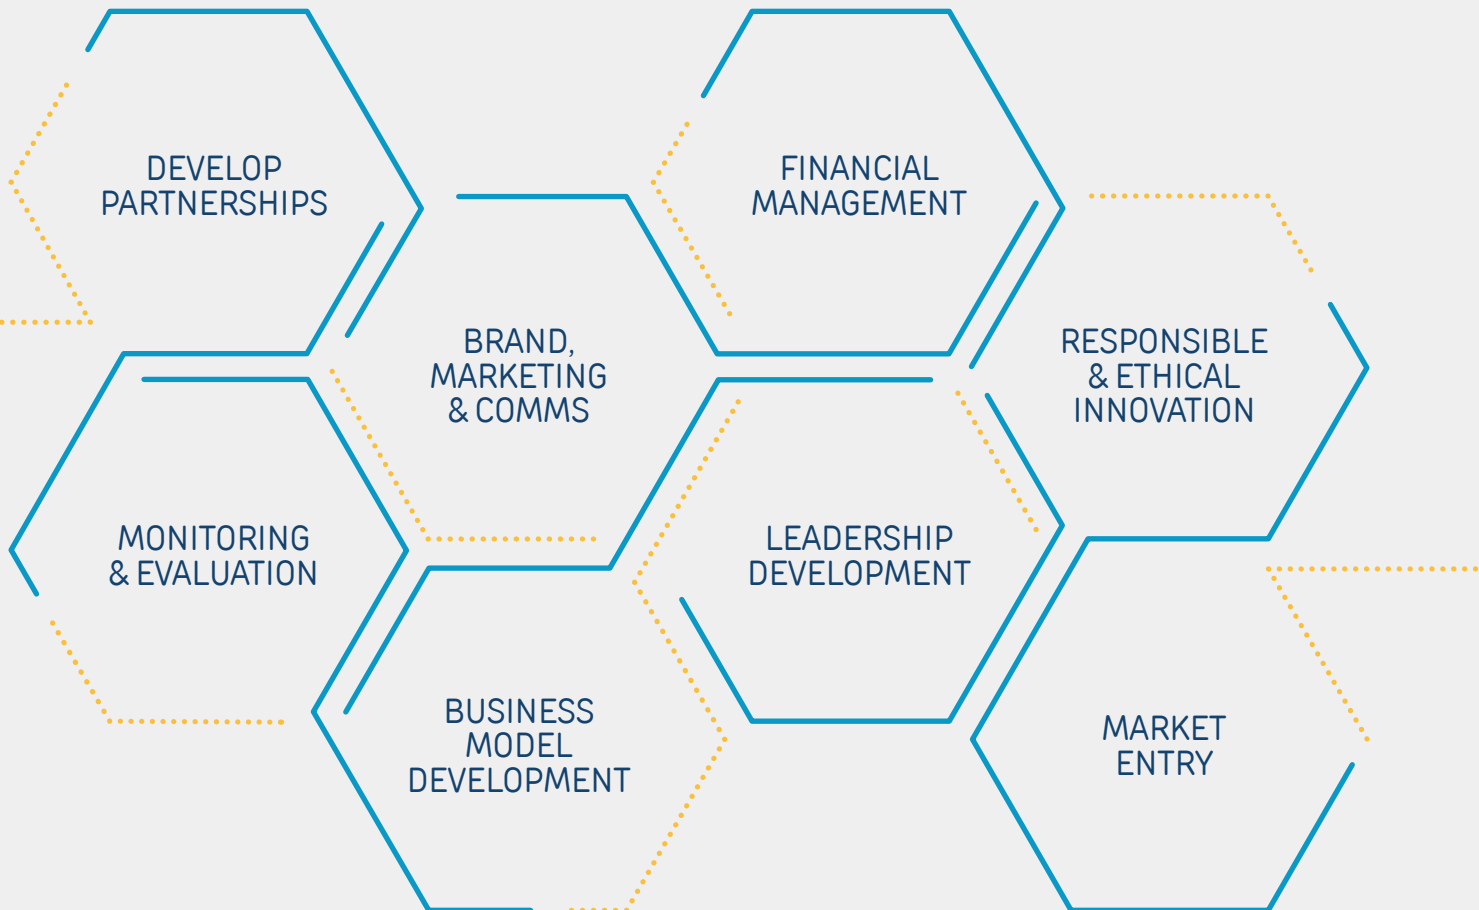 DEVELOP
PARTNERSHIPS
FINANCIAL
MANAGEMENT
BRAND,
MARKETING
& COMMS
RESPONSIBLE
& ETHICAL
INNOVATION
MONITORING
& EVALUATION
LEADERSHIP
DEVELOPMENT
BUSINESS
MODEL
DEVELOPMENT
MARKET
ENTRY